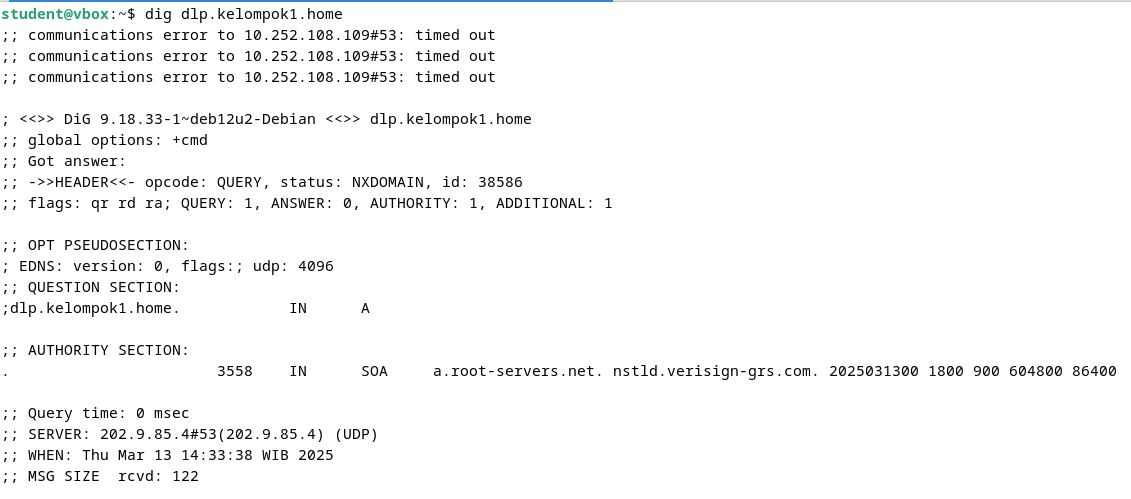 student@vbox:~$ dig dlp.kelompok1.home
;; communications error to 10.252.108.109#53: timed out
;; communications error to 10.252.108.109#53: timed out
;; communications error to 10.252.108.109#53: timed out

; <<>> DiG 9.18.33-1~deb12u2-Debian <<>> dlp.kelompok1.home
;; global options: +cmd
;; Got answer:
;; ->>HEADER<<- opcode: QUERY, status: NXDOMAIN, id: 38586
;; flags: qr rd ra; QUERY: 1, ANSWER: 0, AUTHORITY: 1, ADDITIONAL: 1

;; OPT PSEUDOSECTION:
; EDNS: version: 0, flags:; udp: 4096
;; QUESTION SECTION:
;dlp.kelompok1.home.            IN      A

;; AUTHORITY SECTION:
.                       3558    IN      SOA     a.root-servers.net. nstld.verisign-grs.com. 2025031300 1800 900 604800 86400

;; Query time: 0 msec
;; SERVER: 202.9.85.4#53(202.9.85.4) (UDP)
;; WHEN: Thu Mar 13 14:33:38 WIB 2025
;; MSG SIZE  rcvd: 122